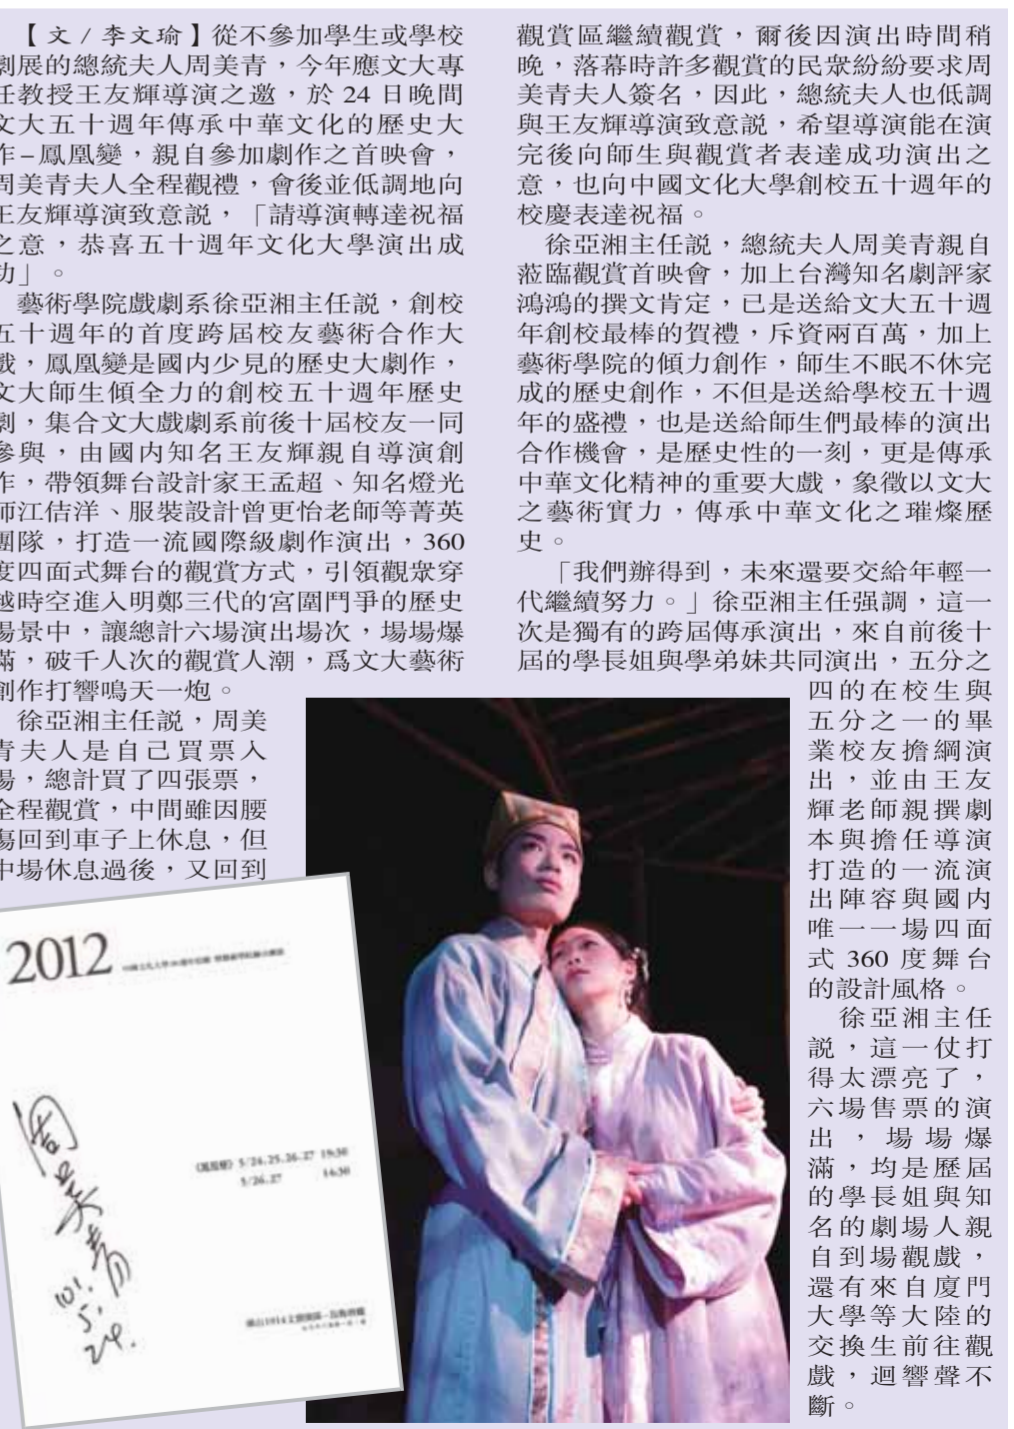 【文/李文瑜】從不參加學生或學校
劇展的總統夫人周美青，今年應文大專
任教授王友輝導演之邀，於 24 日晚間
文大五十週年傳承中華文化的歷史大
作–鳳凰變，親自參加劇作之首映會，
周美青夫人全程觀禮，會後並低調地向
王友輝導演致意説，「請導演轉達祝福
之意，恭喜五十週年文化大學演出成
功」。
藝術學院戲劇系徐亞湘主任説，創校
五十週年的首度跨屆校友藝術合作大
戲，鳳凰變是國内少見的歷史大劇作，
文大師生傾全力的創校五十週年歷史
劇，集合文大戲劇系前後十屆校友一同
參與，由國内知名王友輝親自導演創
作，帶領舞台設計家王孟超、知名燈光
師江佶洋、服裝設計曾更怡老師等菁英
團隊，打造一流國際級劇作演出，360
度四面式舞台的觀賞方式，引領觀衆穿
越時空進入明鄭三代的宮圍鬥爭的歷史
場景中，讓總計六場演出場次，場場爆
滿，破千人次的觀賞人潮，爲文大藝術
創作打響鳴天一炮。
徐亞湘主任説，周美
青夫人是自己買票入
場，總計買了四張票，
全程觀賞，中間雖因腰
傷回到車子上休息，但
中場休息過後，又回到
觀賞區繼續觀賞，爾後因演出時間稍
晚，落幕時許多觀賞的民衆紛紛要求周
美青夫人簽名，因此，總統夫人也低調
與王友輝導演致意説，希望導演能在演
完後向師生與觀賞者表達成功演出之
意，也向中國文化大學創校五十週年的
校慶表達祝福。
徐亞湘主任説，總統夫人周美青親自
蒞臨觀賞首映會，加上台灣知名劇評家
鴻鴻的撰文肯定，已是送給文大五十週
年創校最棒的賀禮，斥資兩百萬，加上
藝術學院的傾力創作，師生不眠不休完
成的歷史創作，不但是送給學校五十週
年的盛禮，也是送給師生們最棒的演出
合作機會，是歷史性的一刻，更是傳承
中華文化精神的重要大戲，象徵以文大
之藝術實力，傳承中華文化之璀燦歷
史。
「我們辦得到，未來還要交給年輕一
代繼續努力。」徐亞湘主任强調，這一
次是獨有的跨屆傳承演出，來自前後十
屆的學長姐與學弟妹共同演出，五分之
四的在校生與
五分之一的畢
業校友擔綱演
出，並由王友
輝老師親撰劇
本與擔任導演
打造的一流演
出陣容與國内
唯一一場四面
式 360 度舞台
的設計風格。
徐亞湘主任
説，這一仗打
得太漂亮了，
六場售票的演
出，場場爆
滿，均是歷屆
的學長姐與知
名的劇場人親
自到場觀戲，
還有來自廈門
大學等大陸的
交換生前往觀
戲，迴響聲不
斷。
2012
周美青
101.
5.
24.
《鳳凰變》5/24.25.26.27 19:30
5/26.27 14:30